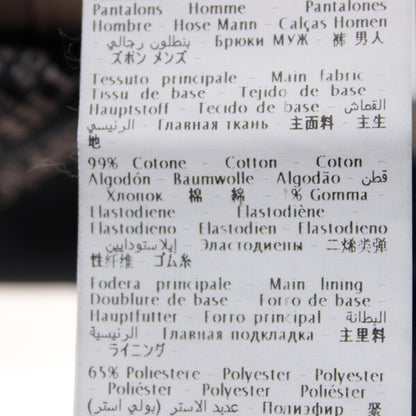 Pantalons Homme - Pantalones
Hombre - Hose Mann - Calças Homen
- بنطلون رجالي - Брюки МУЖ - 裤 男人
- ズボン メンズ -
Tessuto principale - Main fabric -
Tissu de base - Tejido de base -
Hauptstoff - Tecido de base - القماش
الرئيسي - Главная ткань - 主面料 - 主生
地 -
99% Cotone - Cotton - Coton -
Algodón - Baumwolle - Algodão - قطن
- Хлопок 棉 - 綿 - 1% Gomma
Elastodiene - Elastodiène -
Elastodieno - Elastodien - Elastodieno
- إيلاستودايين - Эластодиены - 二烯类弹
性纤维 - ゴム糸
Fodera principale - Main lining -
Doublure de base - Forro de base -
Hauptfutter - Forro principal - البطانة
الرئيسية - Главная подкладка - 主里料
- ライニング
65% Poliestere - Polyester - Polyester
- Poliéster - Polyester - Poliéster -
عديد الاستر (بولي استر) - Полиэфир - 聚